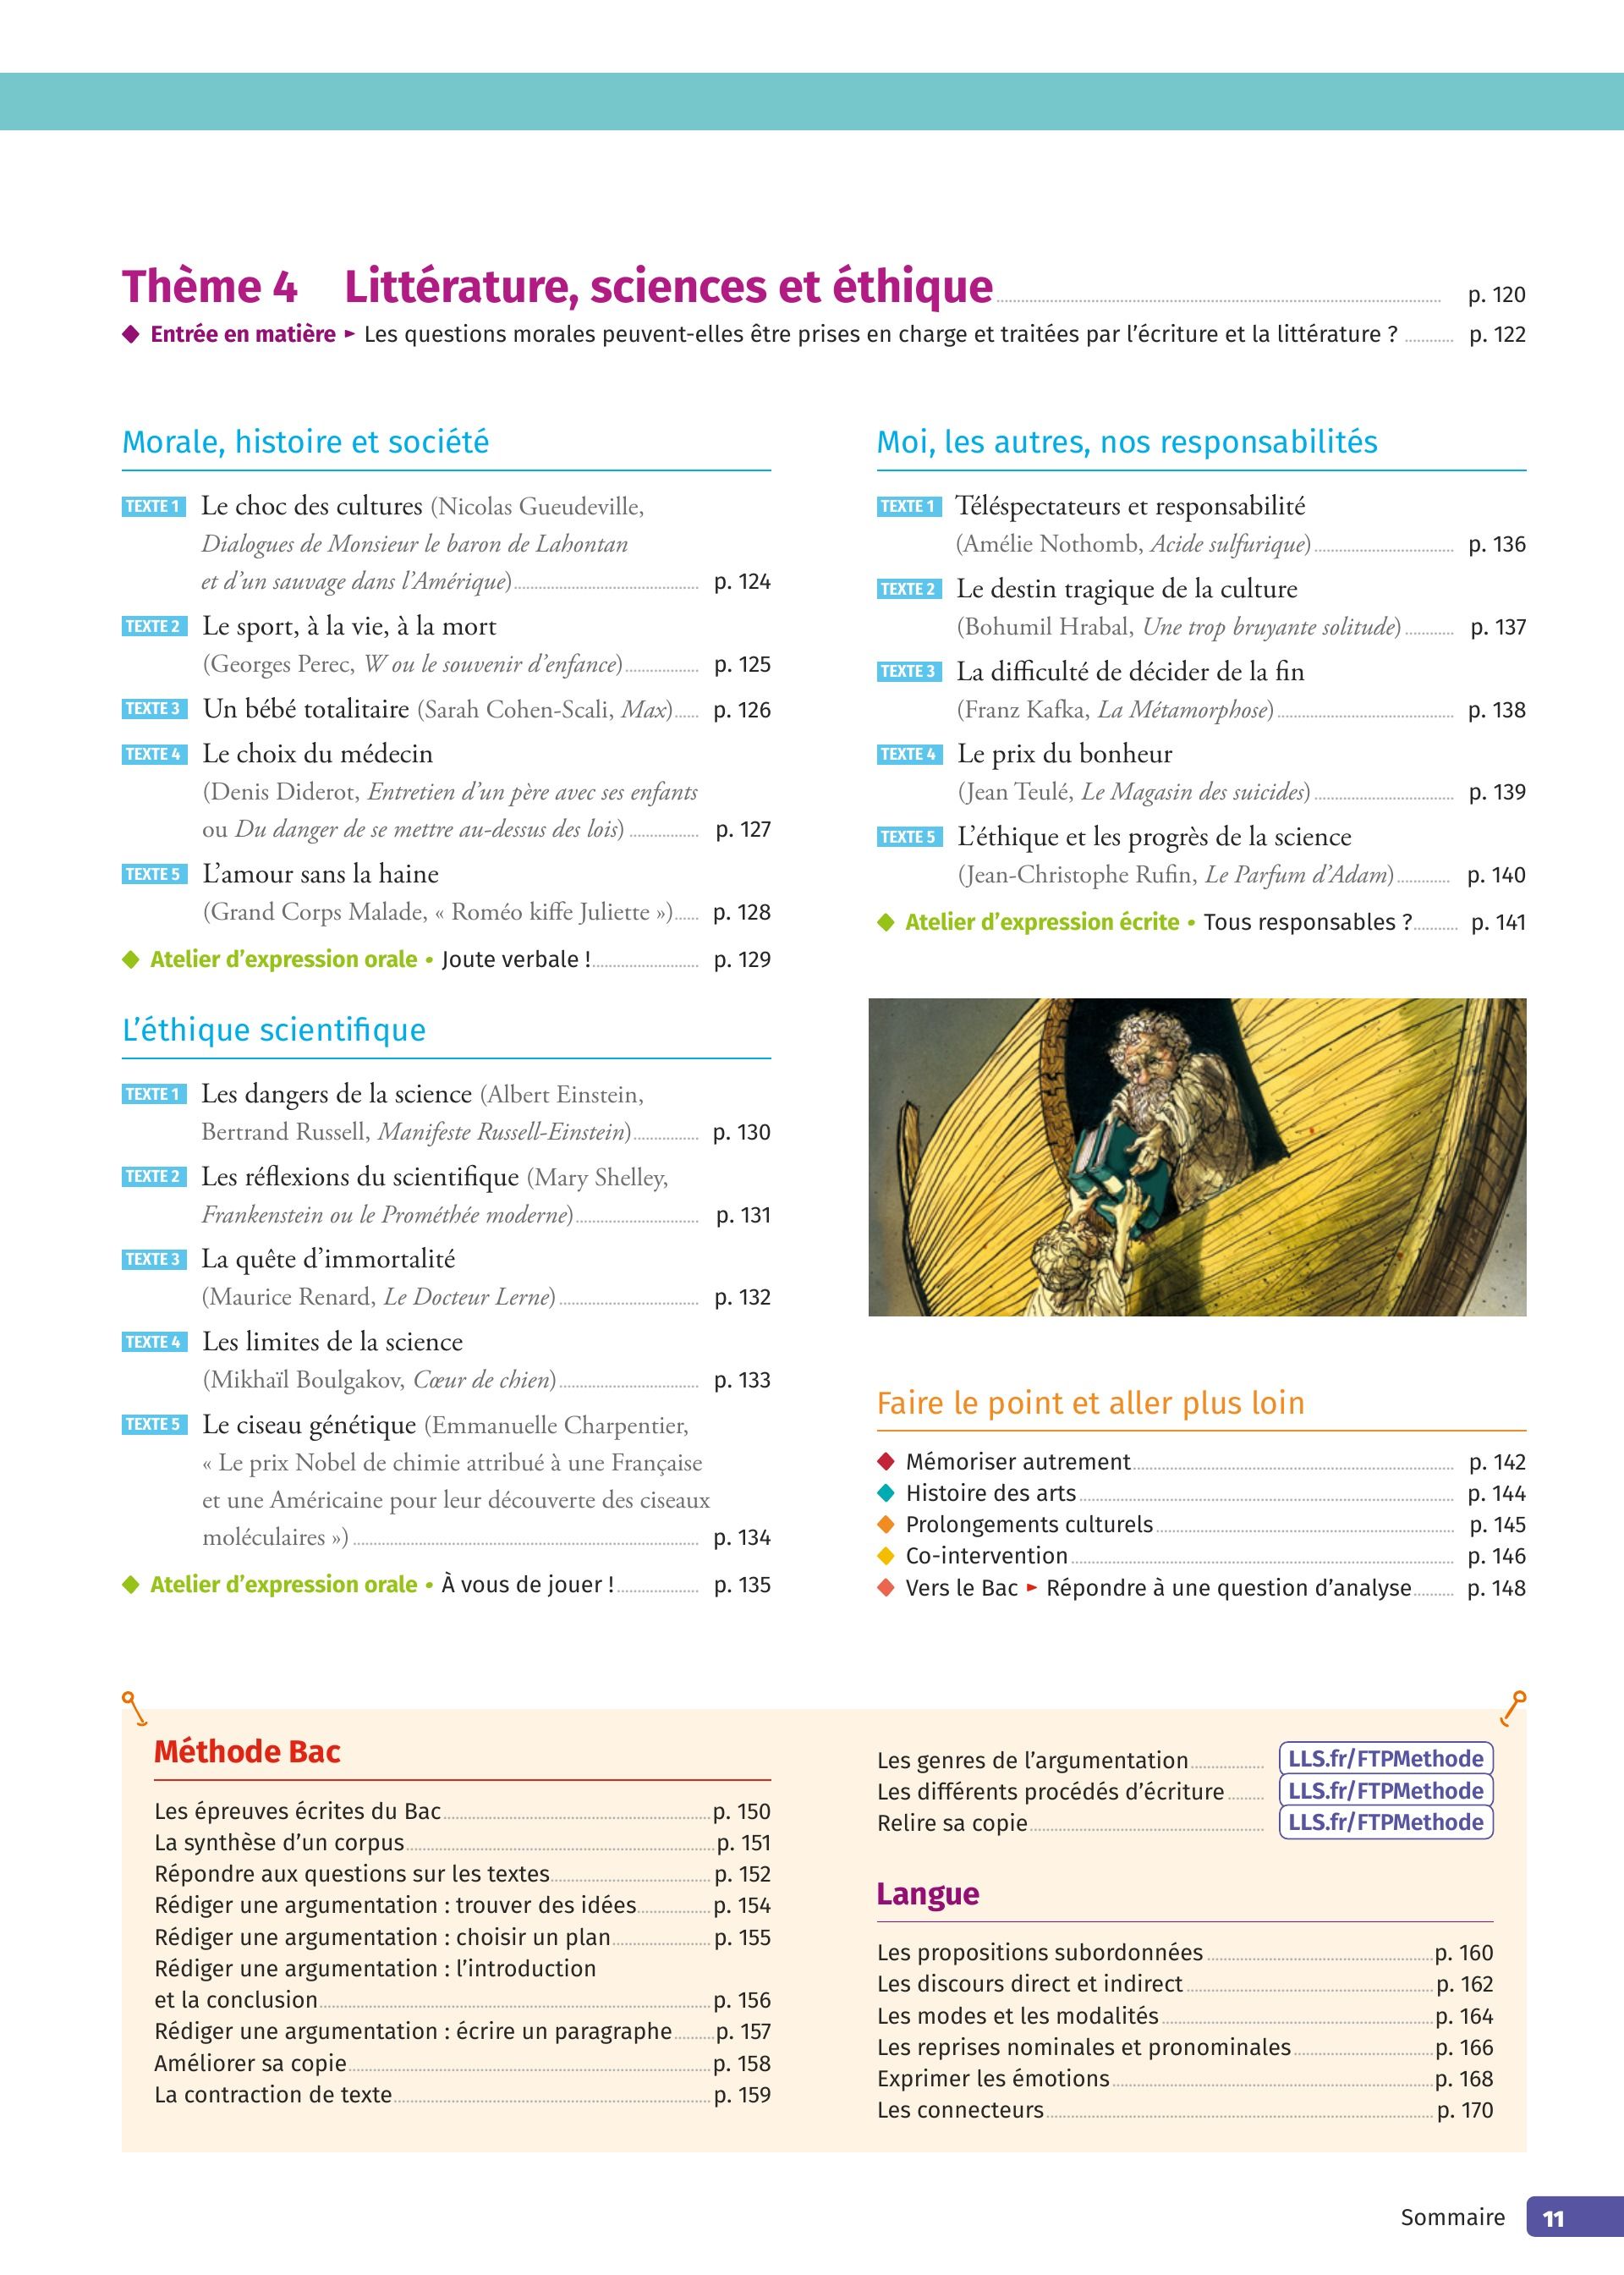 Thème 4 Littérature, sciences et éthique p. 120
◆ Entrée en matière ► Les questions morales peuvent-elles être prises en charge et traitées par l'écriture et la littérature ? p. 122
Morale, histoire et société
TEXTE 1 Le choc des cultures (Nicolas Gueudeville,
Dialogues de Monsieur le baron de Lahontan
et d'un sauvage dans l'Amérique) p. 124
TEXTE 2 Le sport, à la vie, à la mort
(Georges Perec, W ou le souvenir d'enfance) p. 125
TEXTE 3 Un bébé totalitaire (Sarah Cohen-Scali, Max) p. 126
TEXTE 4 Le choix du médecin
(Denis Diderot, Entretien d'un père avec ses enfants
ou Du danger de se mettre au-dessus des lois) p. 127
TEXTE 5 L'amour sans la haine
(Grand Corps Malade, « Roméo kiffe Juliette ») p. 128
◆ Atelier d'expression orale • Joute verbale ! p. 129
L'éthique scientifique
TEXTE 1 Les dangers de la science (Albert Einstein,
Bertrand Russell, Manifeste Russell-Einstein) p. 130
TEXTE 2 Les réflexions du scientifique (Mary Shelley,
Frankenstein ou le Prométhée moderne) p. 131
TEXTE 3 La quête d'immortalité
(Maurice Renard, Le Docteur Lerne) p. 132
TEXTE 4 Les limites de la science
(Mikhaïl Boulgakov, Cœur de chien) p. 133
TEXTE 5 Le ciseau génétique (Emmanuelle Charpentier,
« Le prix Nobel de chimie attribué à une Française
et une Américaine pour leur découverte des ciseaux
moléculaires ») p. 134
◆ Atelier d'expression orale • À vous de jouer ! p. 135
Moi, les autres, nos responsabilités
TEXTE 1 Téléspectateurs et responsabilité
(Amélie Nothomb, Acide sulfurique) p. 136
TEXTE 2 Le destin tragique de la culture
(Bohumil Hrabal, Une trop bruyante solitude) p. 137
TEXTE 3 La difficulté de décider de la fin
(Franz Kafka, La Métamorphose) p. 138
TEXTE 4 Le prix du bonheur
(Jean Teulé, Le Magasin des suicides) p. 139
TEXTE 5 L'éthique et les progrès de la science
(Jean-Christophe Rufin, Le Parfum d'Adam) p. 140
◆ Atelier d'expression écrite • Tous responsables ? p. 141
Faire le point et aller plus loin
◆ Mémoriser autrement p. 142
◆ Histoire des arts p. 144
◆ Prolongements culturels p. 145
◆ Co-intervention p. 146
◆ Vers le Bac ► Répondre à une question d'analyse p. 148
Méthode Bac
Les épreuves écrites du Bac p. 150
La synthèse d'un corpus p. 151
Répondre aux questions sur les textes p. 152
Rédiger une argumentation : trouver des idées p. 154
Rédiger une argumentation : choisir un plan p. 155
Rédiger une argumentation : l'introduction
et la conclusion p. 156
Rédiger une argumentation : écrire un paragraphe p. 157
Améliorer sa copie p. 158
La contraction de texte p. 159
Les genres de l'argumentation LLS.fr/FTPMethode
Les différents procédés d'écriture LLS.fr/FTPMethode
Relire sa copie LLS.fr/FTPMethode
Langue
Les propositions subordonnées p. 160
Les discours direct et indirect p. 162
Les modes et les modalités p. 164
Les reprises nominales et pronominales p. 166
Exprimer les émotions p. 168
Les connecteurs p. 170
Sommaire 11